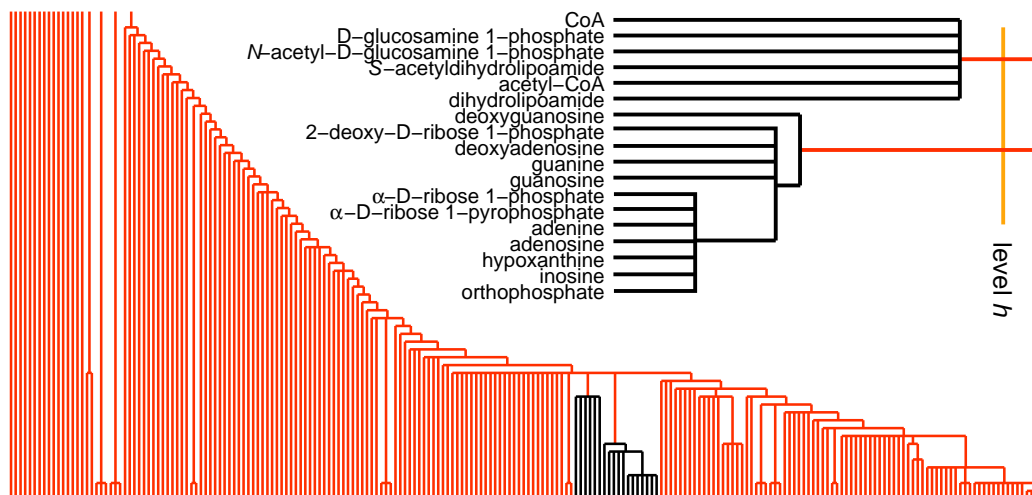 CoA
D−glucosamine 1−phosphate
N−acetyl−D−glucosamine 1−phosphate
S−acetyldihydrolipoamide
acetyl−CoA
dihydrolipoamide
deoxyguanosine
2−deoxy−D−ribose 1−phosphate
deoxyadenosine
guanine
guanosine
α−D−ribose 1−phosphate
α−D−ribose 1−pyrophosphate
adenine
adenosine
hypoxanthine
inosine
orthophosphate
level h